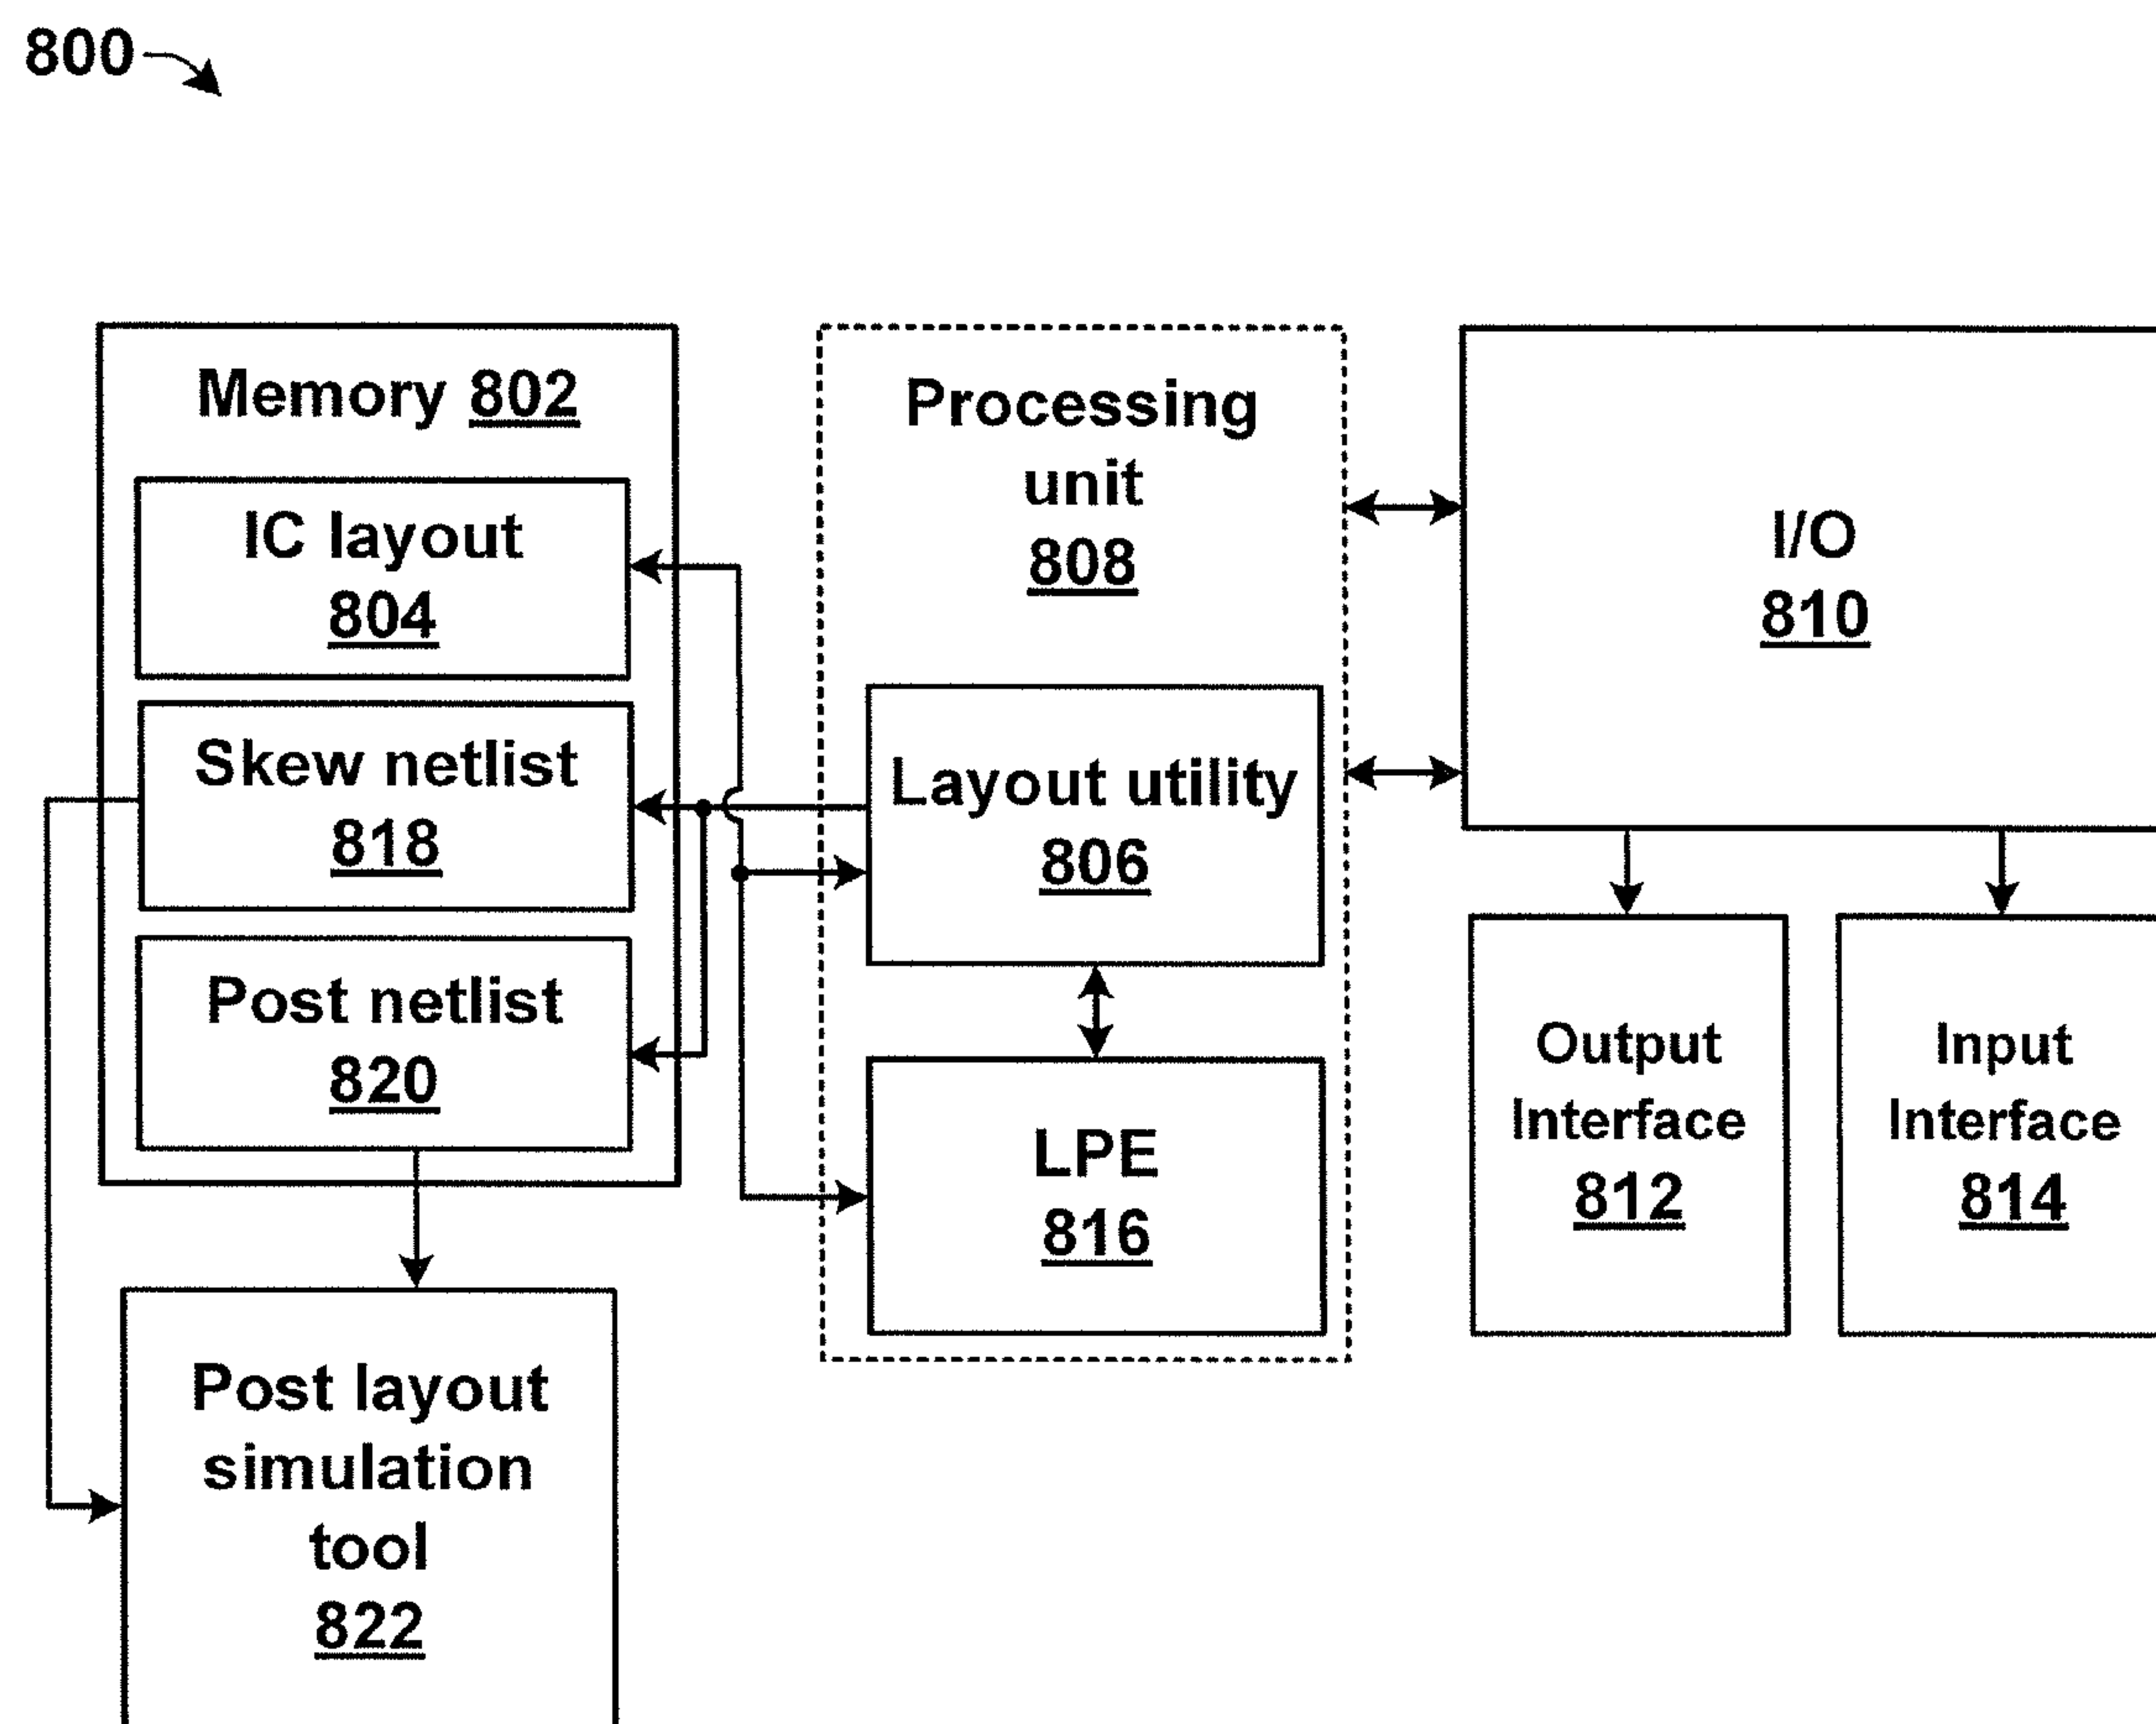 800
Memory 802
IC layout
804
Skew netlist
818
Post netlist
820
Post layout
simulation
tool
822
Processing
unit
808
Layout utility
806
LPE
816
I/O
810
Output
Interface
812
Input
Interface
814